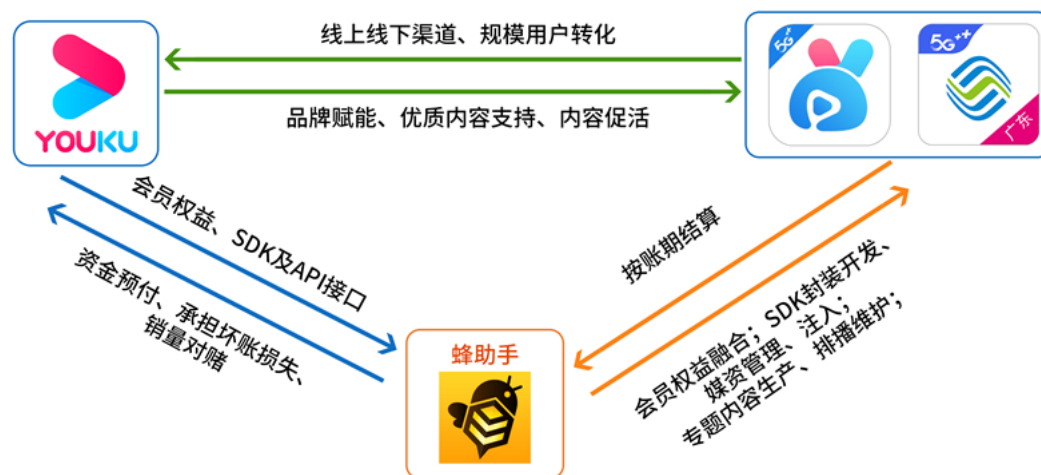 线上线下渠道、规模用户转化
品牌赋能、优质内容支持、内容促活
YOUKU
5G++
5G++
广东
会员权益、SDK及API接口
资金预付、承担坏账损失、
销量对赌
按账期结算
会员权益融合；SDK封装开发、
媒资管理、注入；
专题内容生产、排播维护；
蜂助手